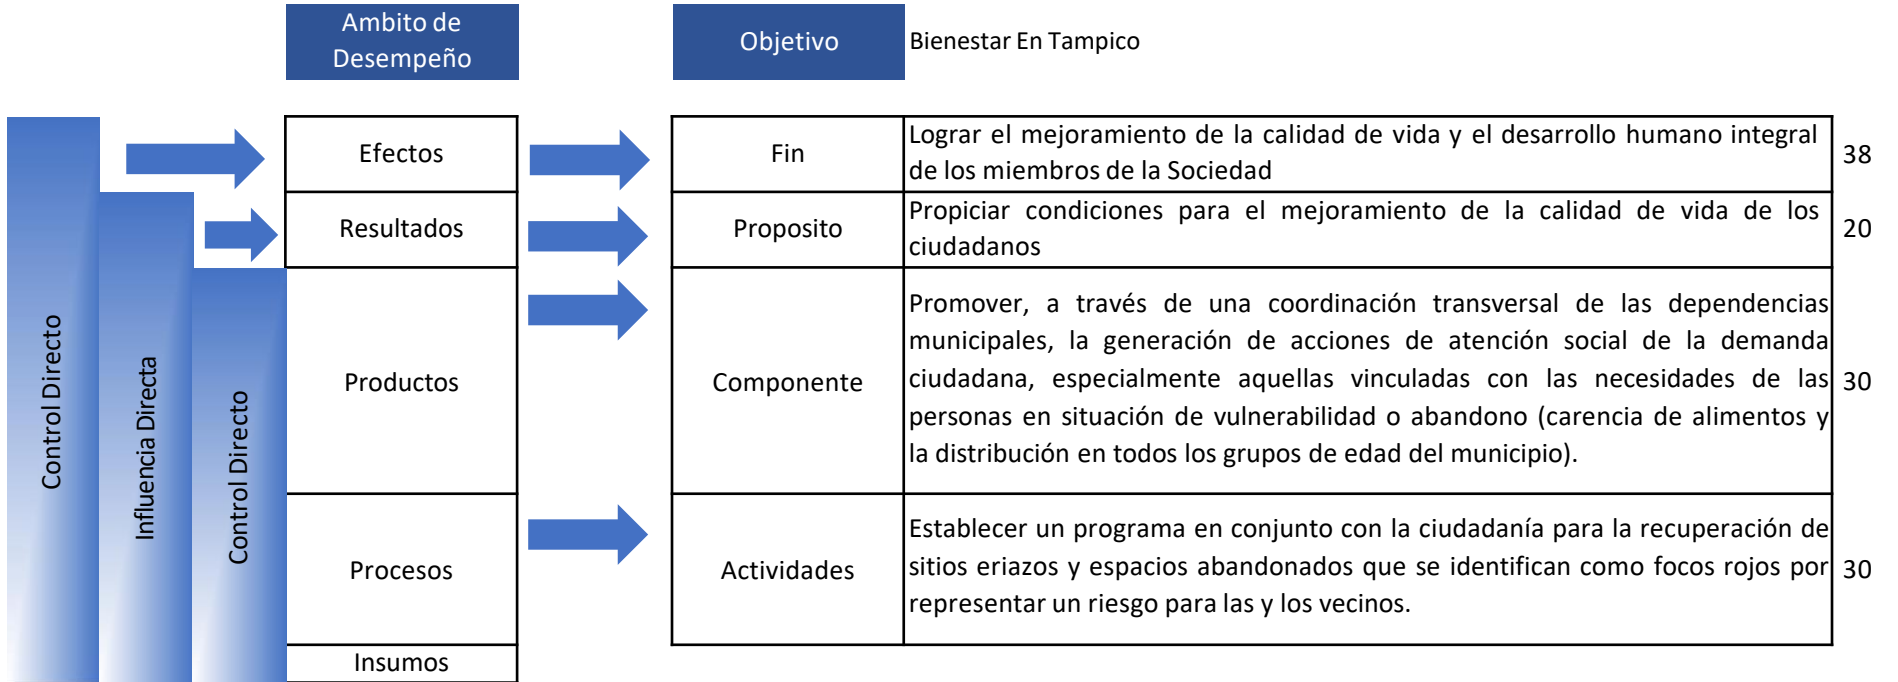 Ambito de
Desempeño
Objetivo
Bienestar En Tampico
Efectos
Fin
Lograr el mejoramiento de la calidad de vida y el desarrollo humano integral
de los miembros de la Sociedad
38
Resultados
Proposito
Propiciar condiciones para el mejoramiento de la calidad de vida de los
ciudadanos
20
Productos
Componente
Promover, a través de una coordinación transversal de las dependencias
municipales, la generación de acciones de atención social de la demanda
ciudadana, especialmente aquellas vinculadas con las necesidades de las
personas en situación de vulnerabilidad o abandono (carencia de alimentos y
la distribución en todos los grupos de edad del municipio).
30
Procesos
Actividades
Establecer un programa en conjunto con la ciudadanía para la recuperación de
sitios eriazos y espacios abandonados que se identifican como focos rojos por
representar un riesgo para las y los vecinos.
30
Insumos
Control Directo
Influencia Directa
Control Directo